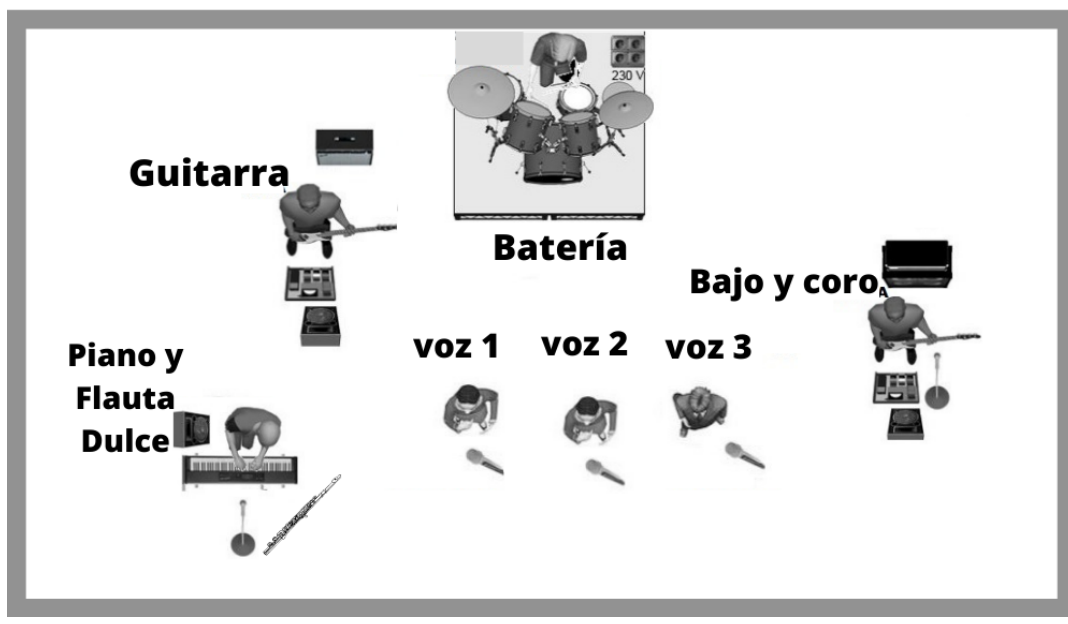 230 V
Guitarra
Batería
Bajo y coro
A
Piano y
Flauta
Dulce
voz 1
voz 2
voz 3